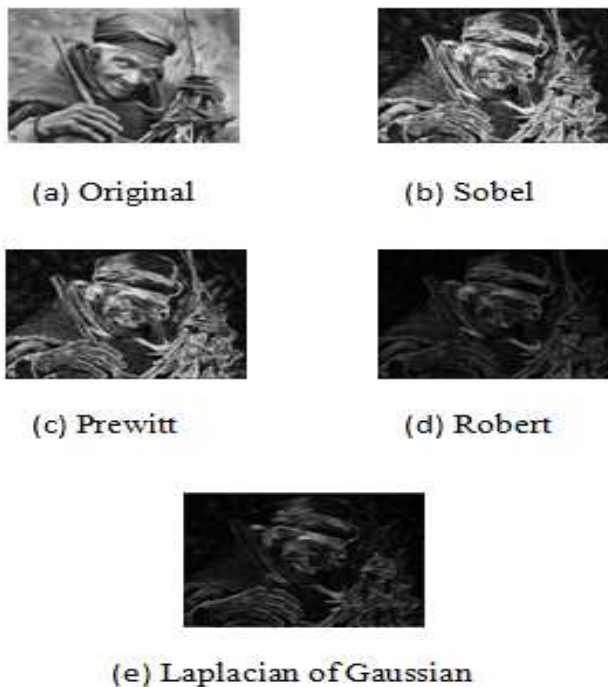 (a) Original
(b) Sobel
(c) Prewitt
(d) Robert
(e) Laplacian of Gaussian